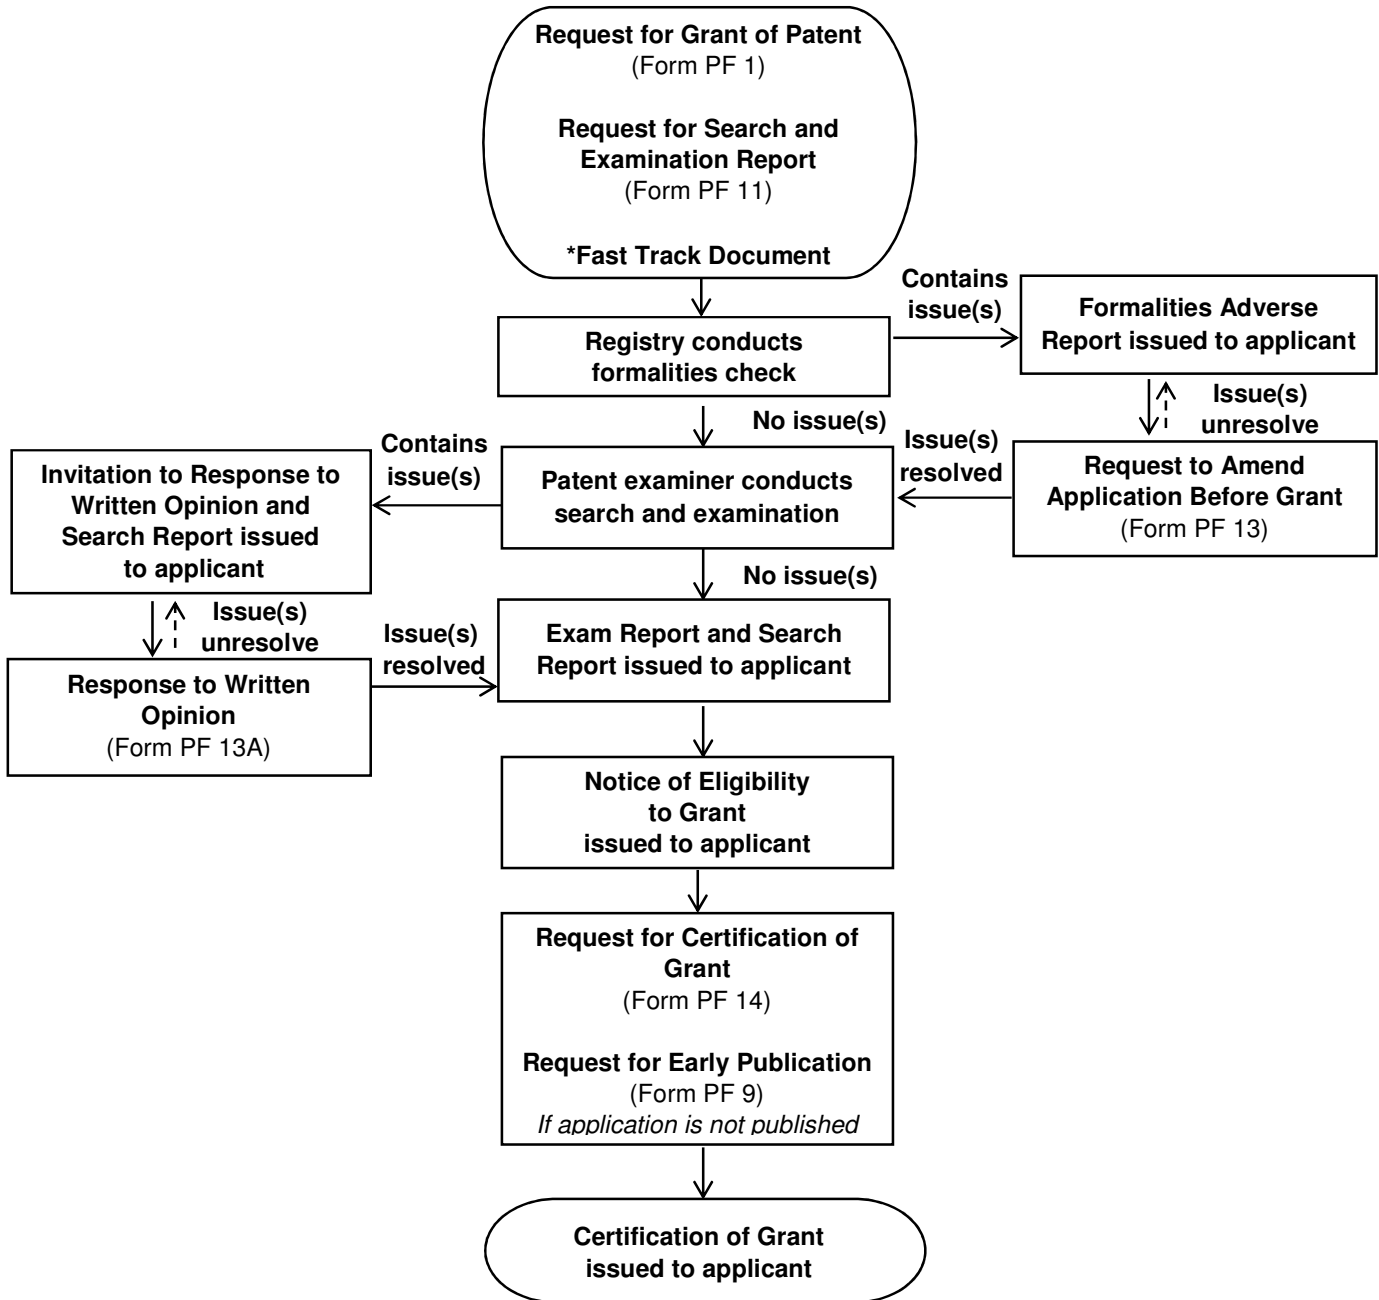 Request for Grant of Patent
(Form PF 1)
Request for Search and
Examination Report
(Form PF 11)
*Fast Track Document
Contains
issue(s)
Formalities Adverse
Report issued to applicant
Registry conducts
formalities check
Issue(s)
unresolve
No issue(s)
Issue(s)
resolved
Request to Amend
Application Before Grant
(Form PF 13)
Contains
issue(s)
Patent examiner conducts
search and examination
Invitation to Response to
Written Opinion and
Search Report issued
to applicant
No issue(s)
Issue(s)
unresolve
Issue(s)
resolved
Exam Report and Search
Report issued to applicant
Response to Written
Opinion
(Form PF 13A)
Notice of Eligibility
to Grant
issued to applicant
Request for Certification of
Grant
(Form PF 14)
Request for Early Publication
(Form PF 9)
If application is not published
Certification of Grant
issued to applicant